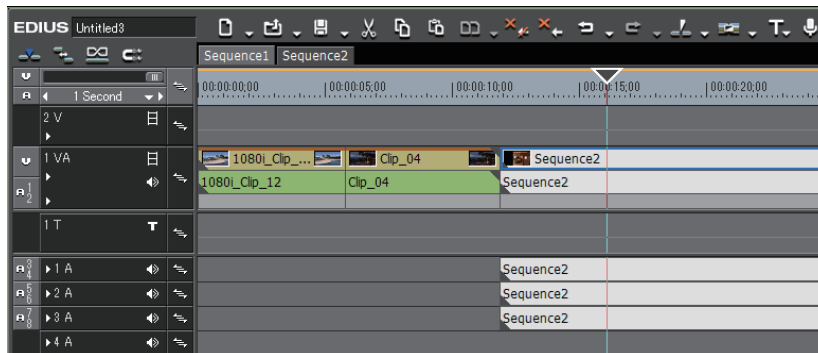 EDIUS Untitled3
Sequence1 Sequence2
00:00:00;00 00:00:05;00 00:00:10;00 00:00:15;00 00:00:20;00
1 Second
2 V
1 VA 1080i_Clip_... Clip_04 Sequence2
1080i_Clip_12 Clip_04 Sequence2
1 T T
1 A Sequence2
2 A Sequence2
3 A Sequence2
4 A